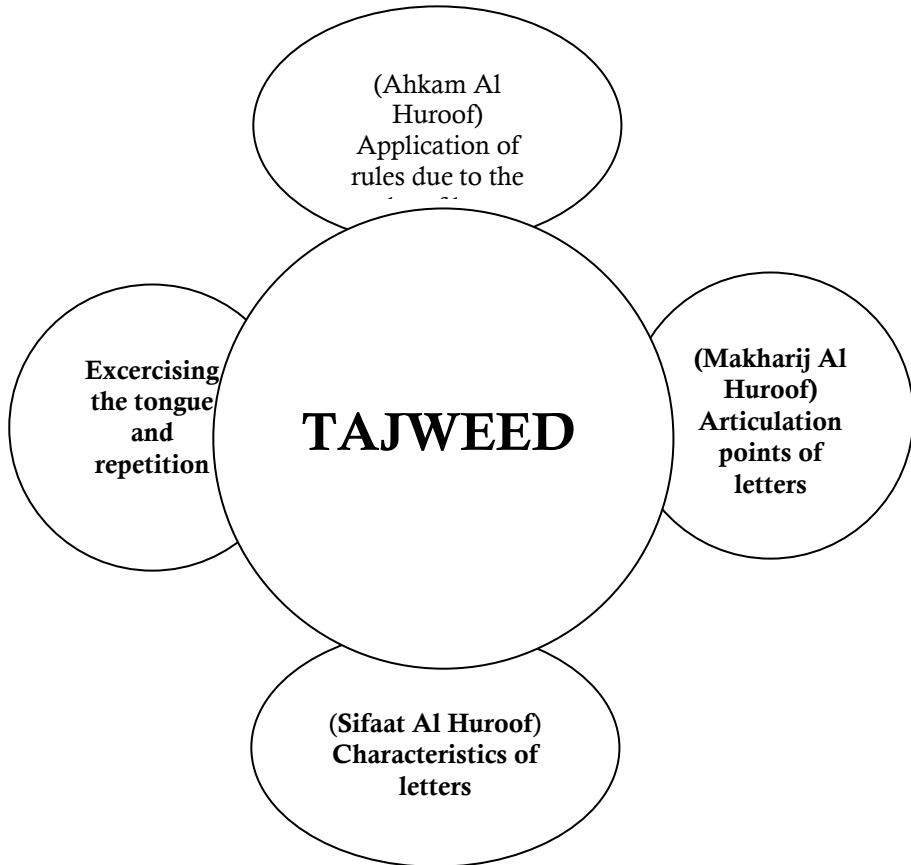 (Ahkam Al
Huroof)
Application of
rules due to the
Excercising
the tongue
and
repetition
TAJWEED
(Makharij Al
Huroof)
Articulation
points of
letters
(Sifaat Al Huroof)
Characteristics of
letters